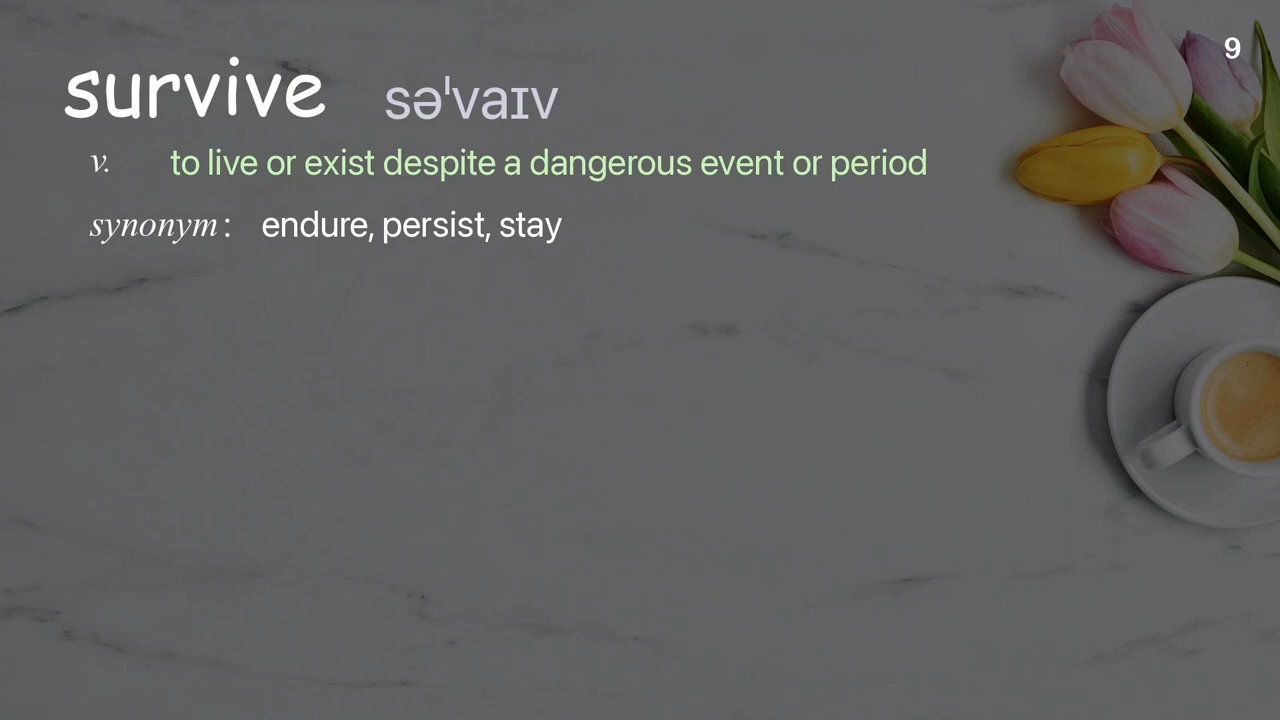 9
survive səˈvaɪv
v. to live or exist despite a dangerous event or period
synonym: endure, persist, stay